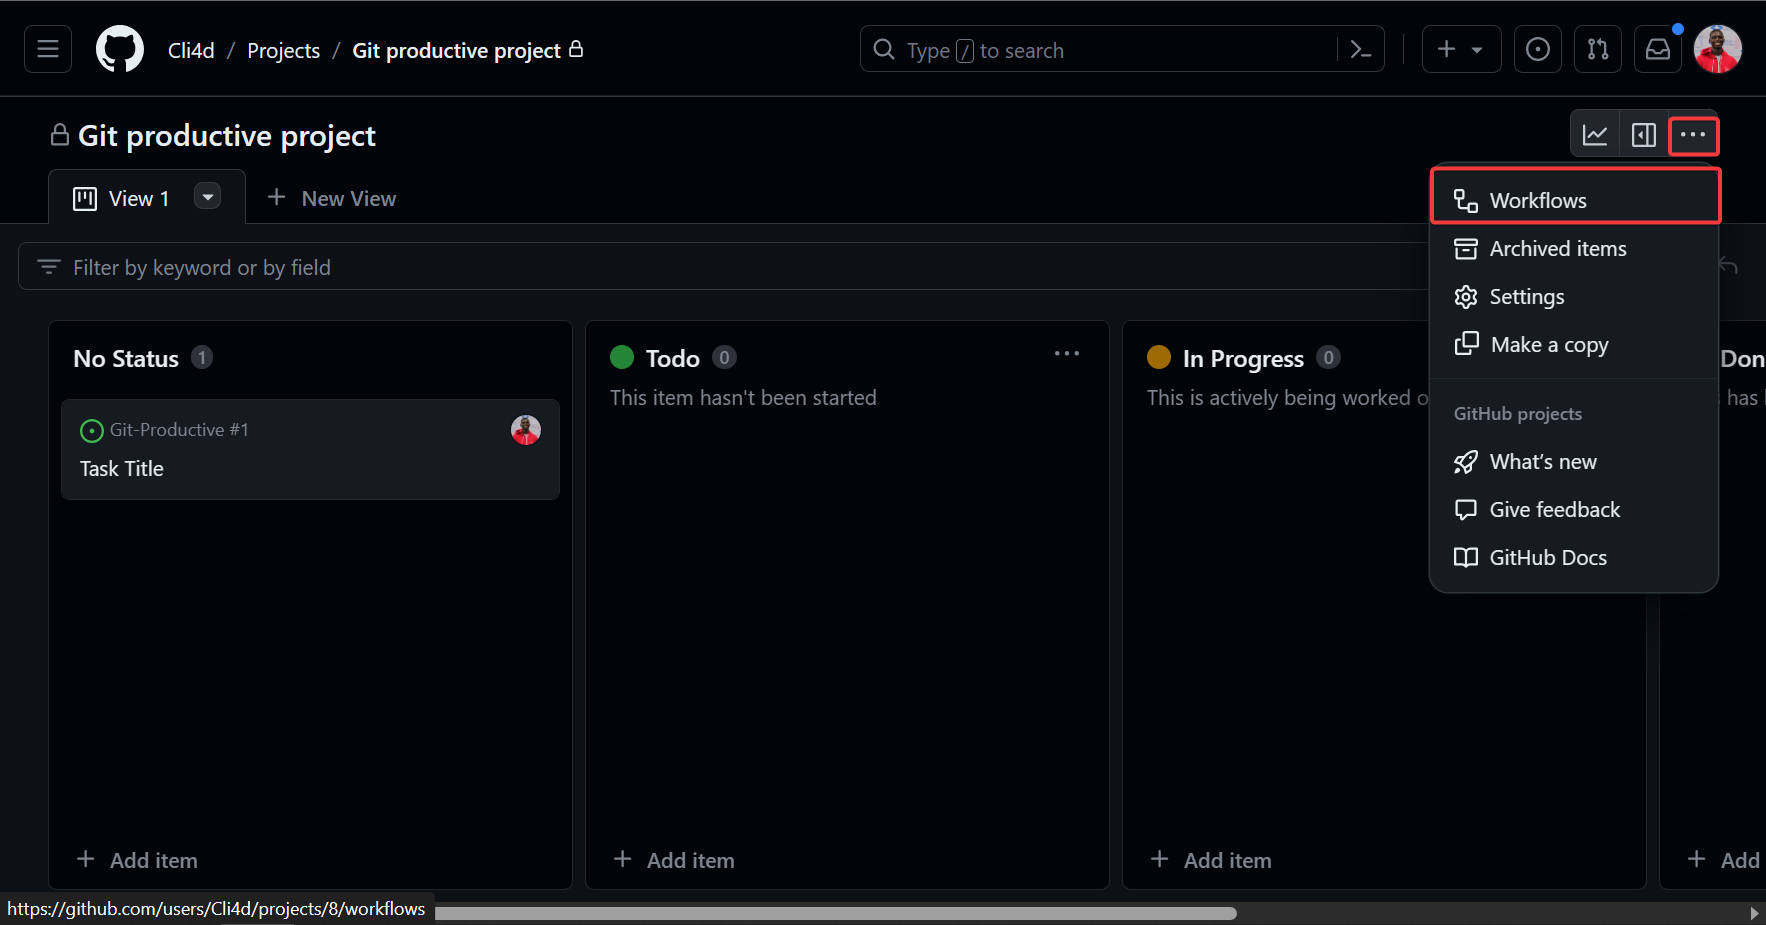 Cli4d / Projects / Git productive project
Type / to search
Git productive project
View 1
New View
Workflows
Archived items
Settings
Make a copy
GitHub projects
What's new
Give feedback
GitHub Docs
Filter by keyword or by field
No Status 1
Git-Productive #1
Task Title
Add item
Todo 0
This item hasn't been started
Add item
In Progress 0
This is actively being worked o
Add item
Don
has
Add
https://github.com/users/Cli4d/projects/8/workflows